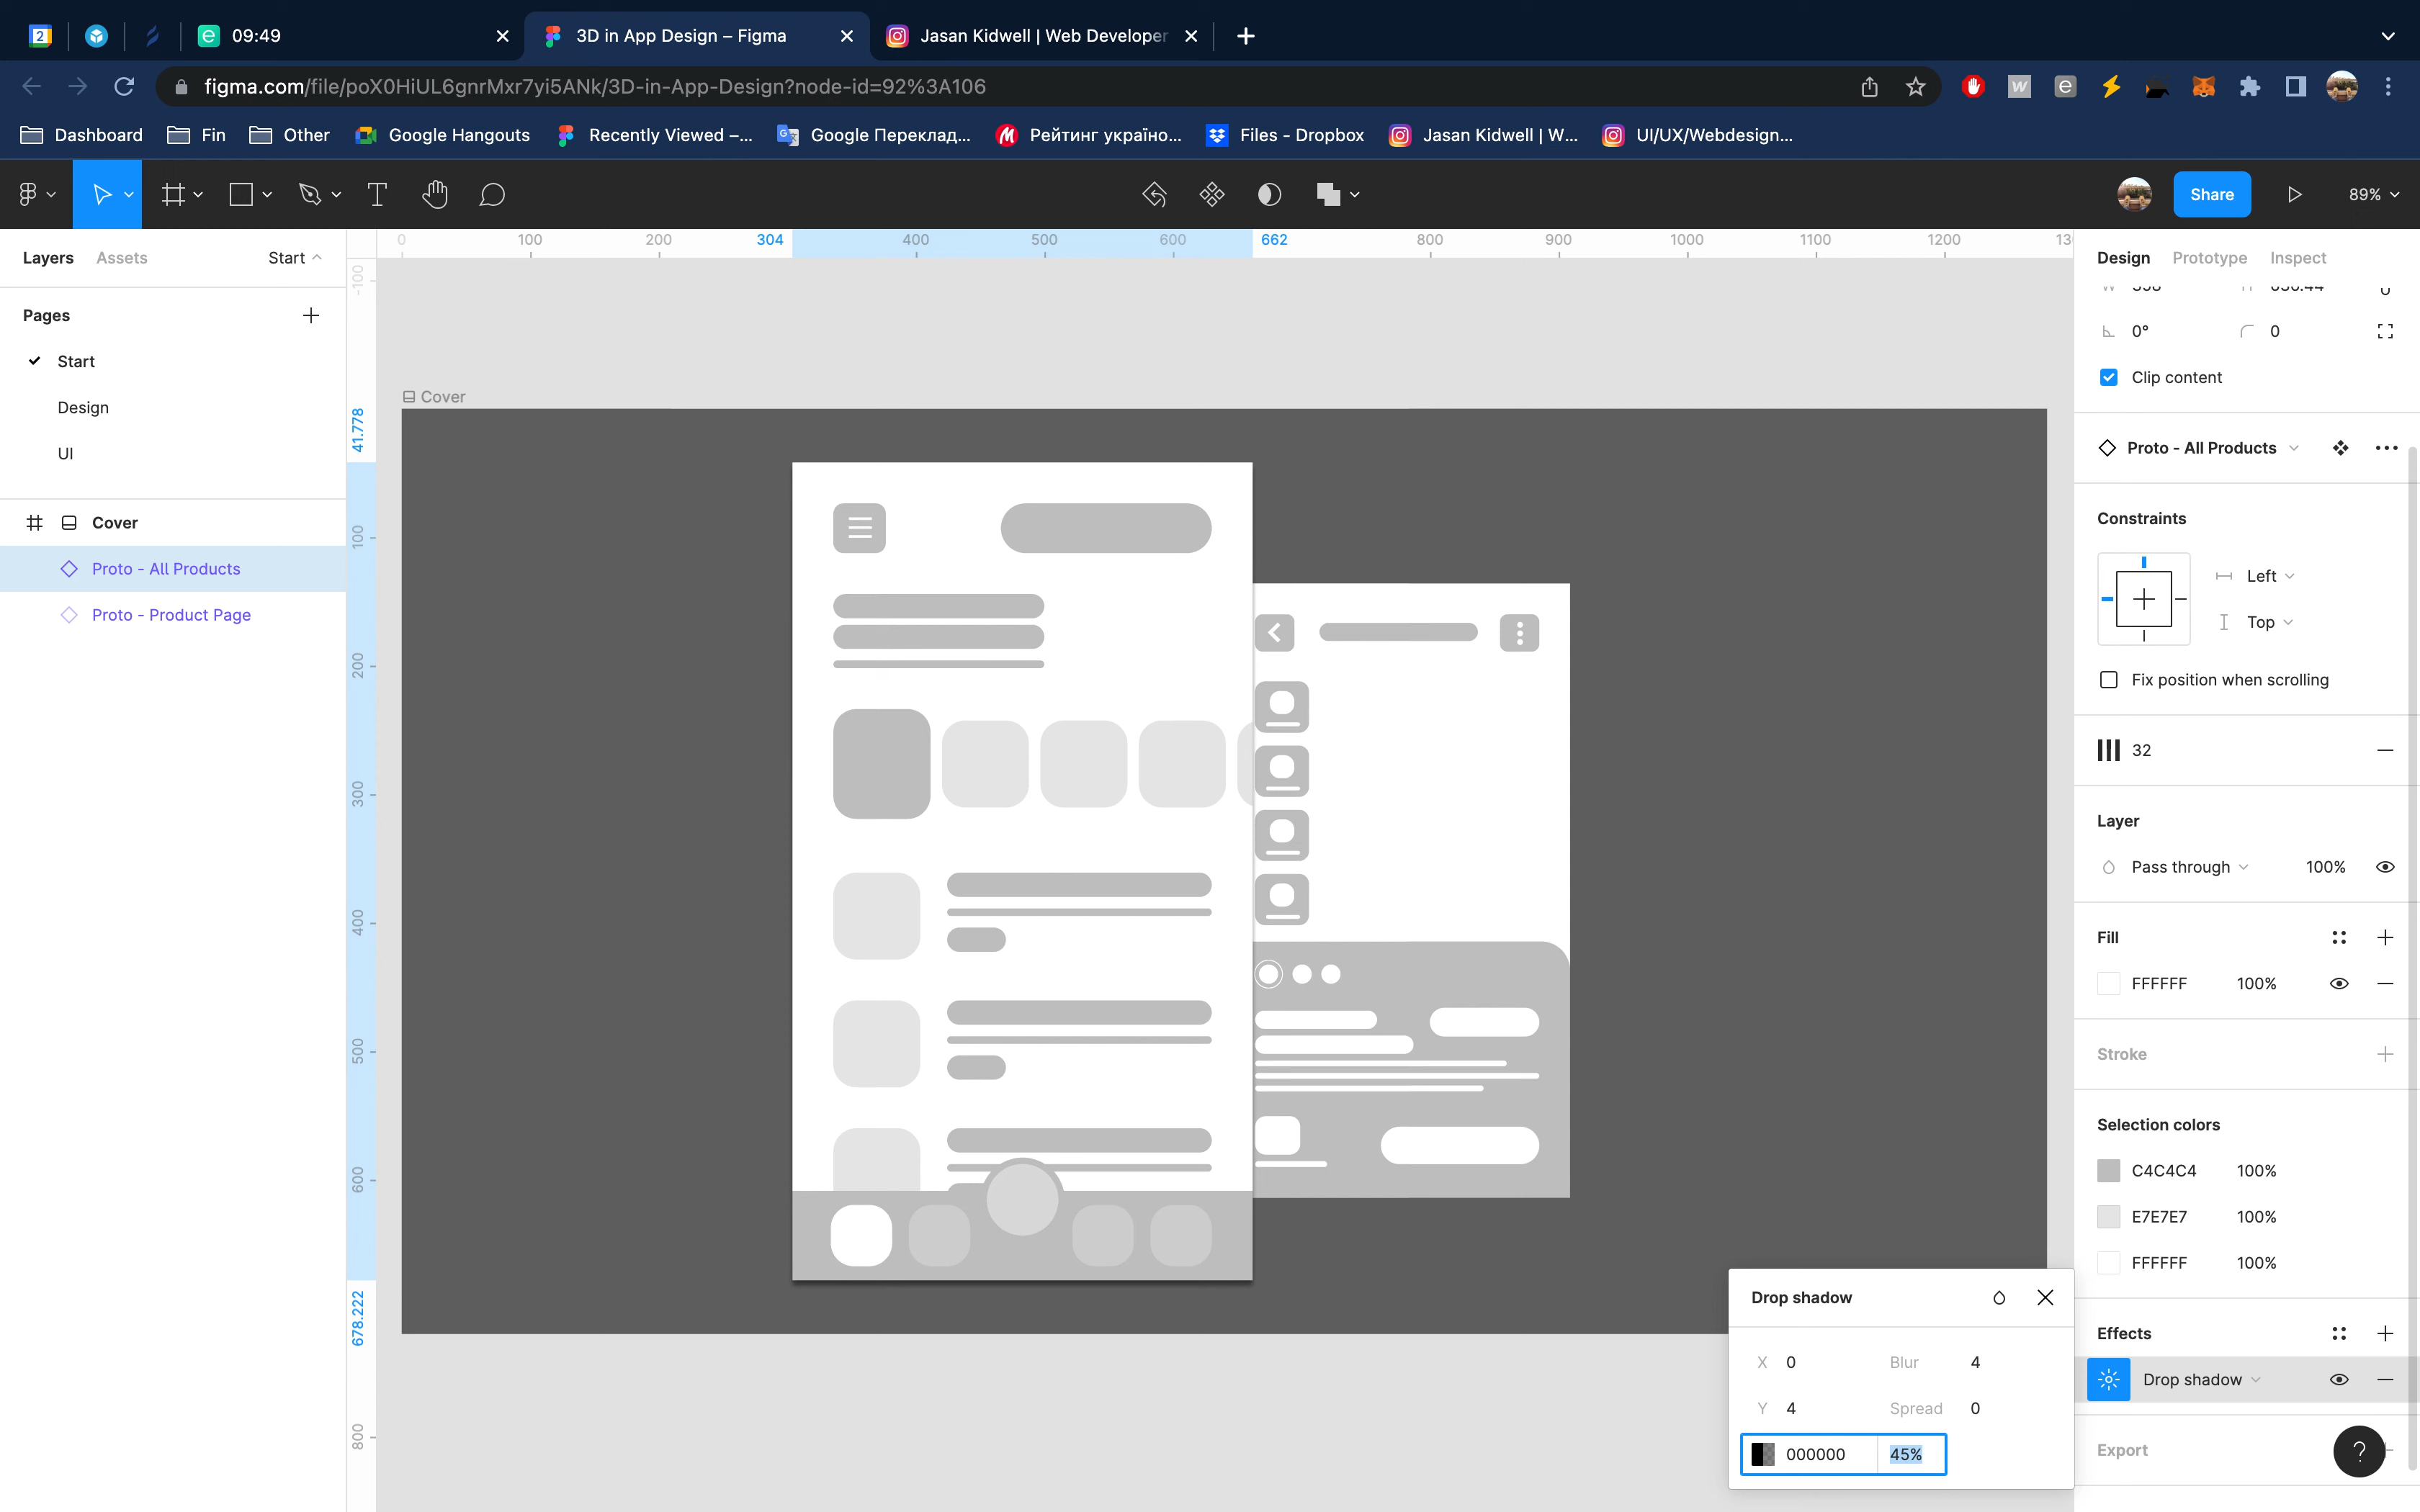 2
09:49
3D in App Design – Figma
Jasan Kidwell | Web Developer
figma.com/file/poX0HiUL6gnrMxr7yi5ANk/3D-in-App-Design?node-id=92%3A106
Dashboard
Fin
Other
Google Hangouts
Recently Viewed –...
Google Переклад...
Рейтинг україно...
Files - Dropbox
Jasan Kidwell | W...
UI/UX/Webdesign...
Share
89%
Layers
Assets
Start
0
100
200
304
400
500
600
662
800
900
1000
1100
1200
Design
Prototype
Inspect
Pages
Start
Design
UI
Cover
Proto - All Products
Proto - Product Page
-100
41.778
100
200
300
400
500
600
678.222
800
Cover
0°
0
Clip content
Proto - All Products
Constraints
Left
Top
Fix position when scrolling
32
Layer
Pass through
100%
Fill
FFFFFF
100%
Stroke
Selection colors
C4C4C4
100%
E7E7E7
100%
FFFFFF
100%
Effects
Drop shadow
Export
?
Drop shadow
X 0
Blur 4
Y 4
Spread 0
000000
45%